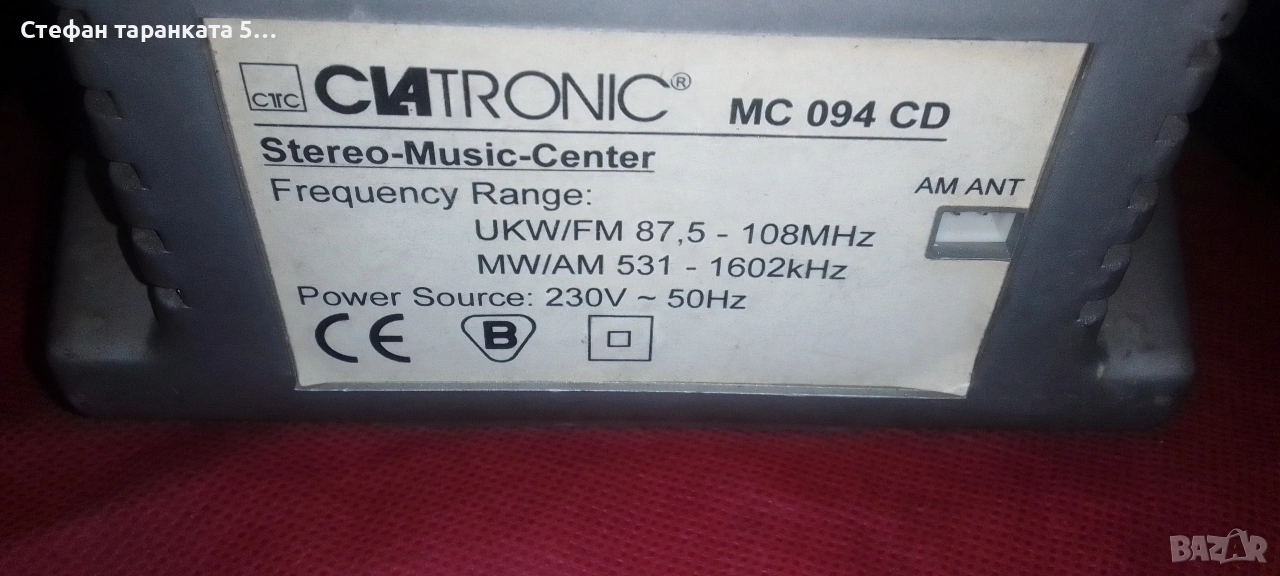 Стефан таранката 5...
CTC CLATRONIC® MC 094 CD
Stereo-Music-Center
Frequency Range:
AM ANT
UKW/FM 87,5 - 108MHz
MW/AM 531 - 1602kHz
Power Source: 230V ~ 50Hz
CE B
BAZAR